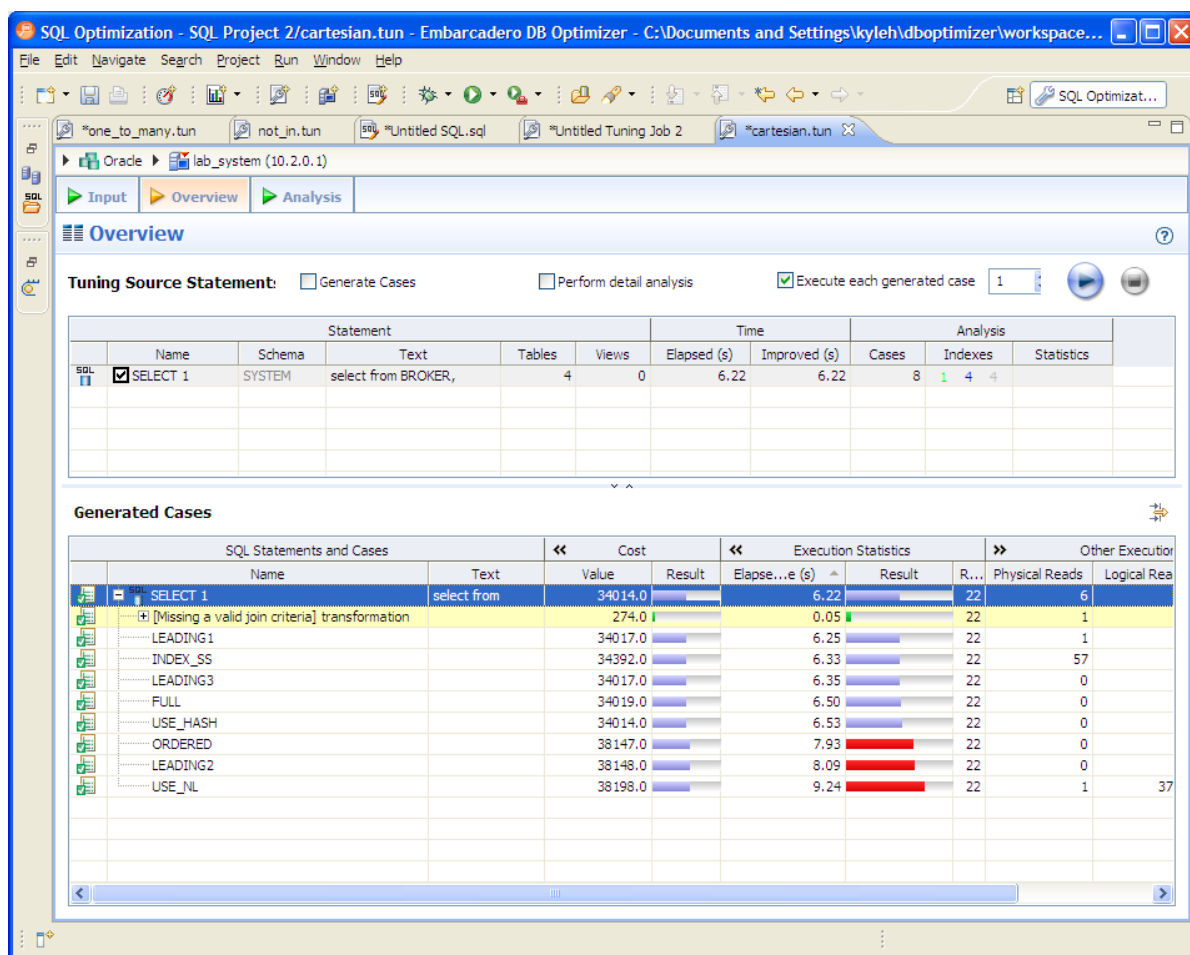 SQL Optimization - SQL Project 2/cartesian.tun - Embarcadero DB Optimizer - C:\Documents and Settings\kyleh\dboptimizer\workspace...
File Edit Navigate Search Project Run Window Help
SQL Optimizat...
*one_to_many.tun not_in.tun *Untitled SQL.sql *Untitled Tuning Job 2 *cartesian.tun
Oracle lab_system (10.2.0.1)
Input Overview Analysis
Overview
Tuning Source Statement: Generate Cases Perform detail analysis Execute each generated case 1
Statement Time Analysis
Name Schema Text Tables Views Elapsed (s) Improved (s) Cases Indexes Statistics
SQL SELECT 1 SYSTEM select from BROKER, 4 0 6.22 6.22 8 1 4 4
Generated Cases
SQL Statements and Cases Cost Execution Statistics Other Execution
Name Text Value Result Elapse...e (s) Result R... Physical Reads Logical Rea
SQL SELECT 1 select from 34014.0 6.22 22 6
[Missing a valid join criteria] transformation 274.0 0.05 22 1
LEADING1 34017.0 6.25 22 1
INDEX_SS 34392.0 6.33 22 57
LEADING3 34017.0 6.35 22 0
FULL 34019.0 6.50 22 0
USE_HASH 34014.0 6.53 22 0
ORDERED 38147.0 7.93 22 0
LEADING2 38148.0 8.09 22 0
USE_NL 38198.0 9.24 22 1 37